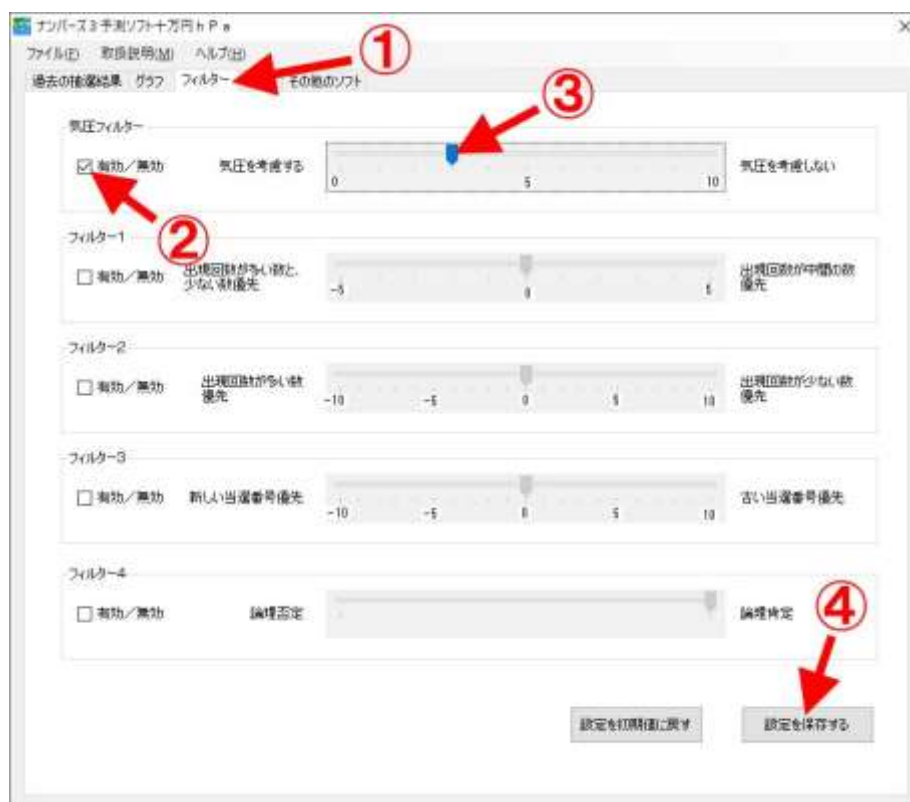 ナンバーズ3予測ソフト十万円hPa
ファイル(F) 取扱説明(M) ヘルプ(H)
①
過去の抽選結果 グラフ フィルター その他のソフト
③
気圧フィルター
有効/無効 気圧を考慮する 0 5 10 気圧を考慮しない
②
フィルター1
有効/無効 出現回数が多い数と、
少ない数優先 -5 0 5 出現回数が中間の数
優先
フィルター2
有効/無効 出現回数が多い数
優先 -10 -5 0 5 10 出現回数が少ない数
優先
フィルター3
有効/無効 新しい当選番号優先 -10 -5 0 5 10 古い当選番号優先
フィルター4
有効/無効 論理否定 論理肯定
④
設定を初期値に戻す 設定を保存する